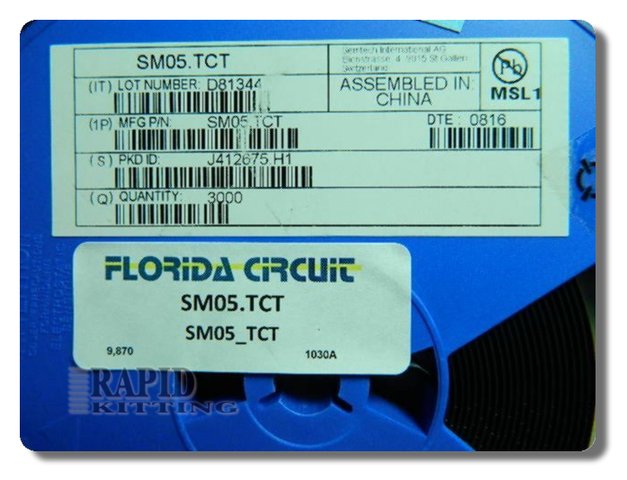 SM05.TCT
Semtech International AG
Bionstrasse 4, 9015 St Gallen
Switzerland
Pb
MSL1
(1T) LOT NUMBER: D81344
ASSEMBLED IN:
CHINA
(1P) MFG P/N: SM05.TCT
DTE: 0816
(S) PKD ID: J412675.H1
(Q) QUANTITY: 3000
FLORIDA CIRCUIT
SM05.TCT
SM05_TCT
9,870 1030A
RAPID
KITTING